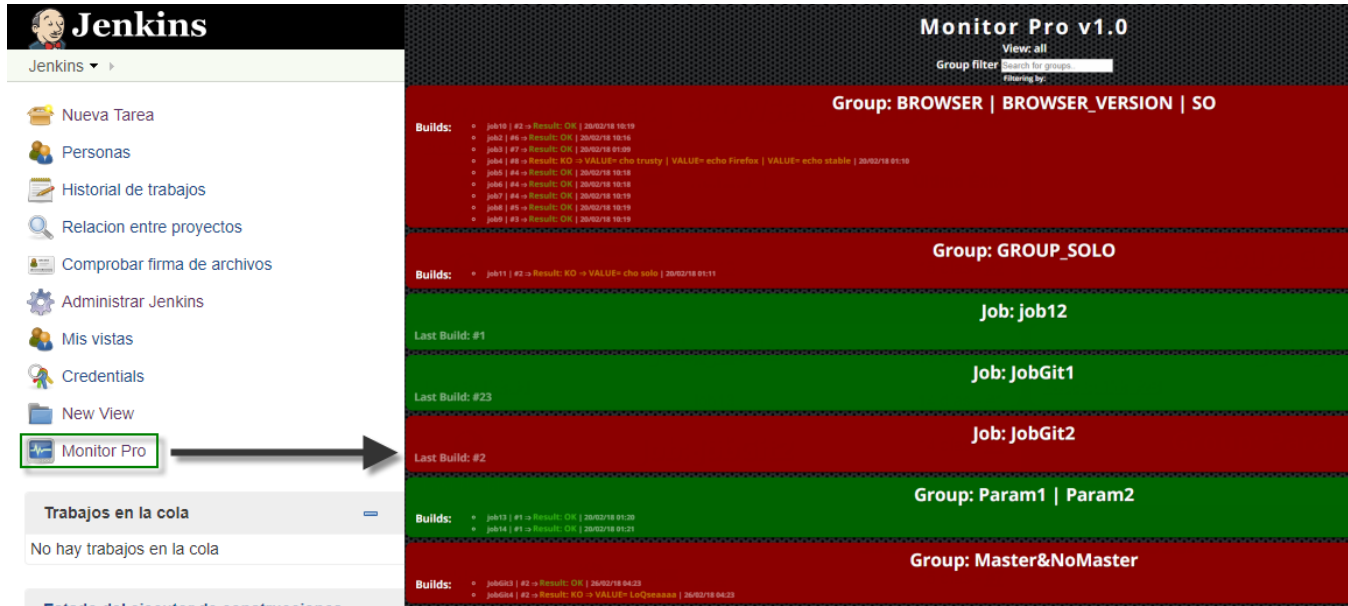 Jenkins
Jenkins
Nueva Tarea
Personas
Historial de trabajos
Relacion entre proyectos
Comprobar firma de archivos
Administrar Jenkins
Mis vistas
Credentials
New View
Monitor Pro
Trabajos en la cola
No hay trabajos en la cola
Estado del ejecutor de construcciones
Monitor Pro v1.0
View: all
Group filter Search for groups..
Filtering by:
Group: BROWSER | BROWSER_VERSION | SO
Builds:
job10 | #2 -> Result: OK | 20/02/18 10:19
job2 | #6 -> Result: OK | 20/02/18 10:16
job3 | #7 -> Result: OK | 20/02/18 01:09
job4 | #8 -> Result: KO -> VALUE= cho trusty | VALUE= echo Firefox | VALUE= echo stable | 20/02/18 01:10
job5 | #4 -> Result: OK | 20/02/18 10:18
job6 | #4 -> Result: OK | 20/02/18 10:18
job7 | #4 -> Result: OK | 20/02/18 10:19
job8 | #5 -> Result: OK | 20/02/18 10:19
job9 | #3 -> Result: OK | 20/02/18 10:19
Group: GROUP_SOLO
Builds:
job11 | #2 -> Result: KO -> VALUE= cho solo | 20/02/18 01:11
Job: job12
Last Build: #1
Job: JobGit1
Last Build: #23
Job: JobGit2
Last Build: #2
Group: Param1 | Param2
Builds:
job13 | #1 -> Result: OK | 20/02/18 01:20
job14 | #1 -> Result: OK | 20/02/18 01:21
Group: Master&NoMaster
Builds:
jobGit3 | #2 -> Result: OK | 26/02/18 04:23
jobGit4 | #2 -> Result: KO -> VALUE= LoQseaaaa | 26/02/18 04:23